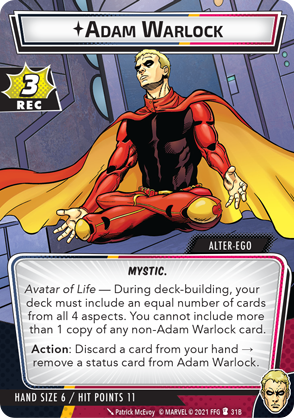 Adam Warlock
3
REC
ALTER-EGO
MYSTIC.
Avatar of Life — During deck-building, your
deck must include an equal number of cards
from all 4 aspects. You cannot include more
than 1 copy of any non-Adam Warlock card.
Action: Discard a card from your hand →
remove a status card from Adam Warlock.
HAND SIZE 6 / HIT POINTS 11
Patrick McEvoy © MARVEL © 2021 FFG 31B